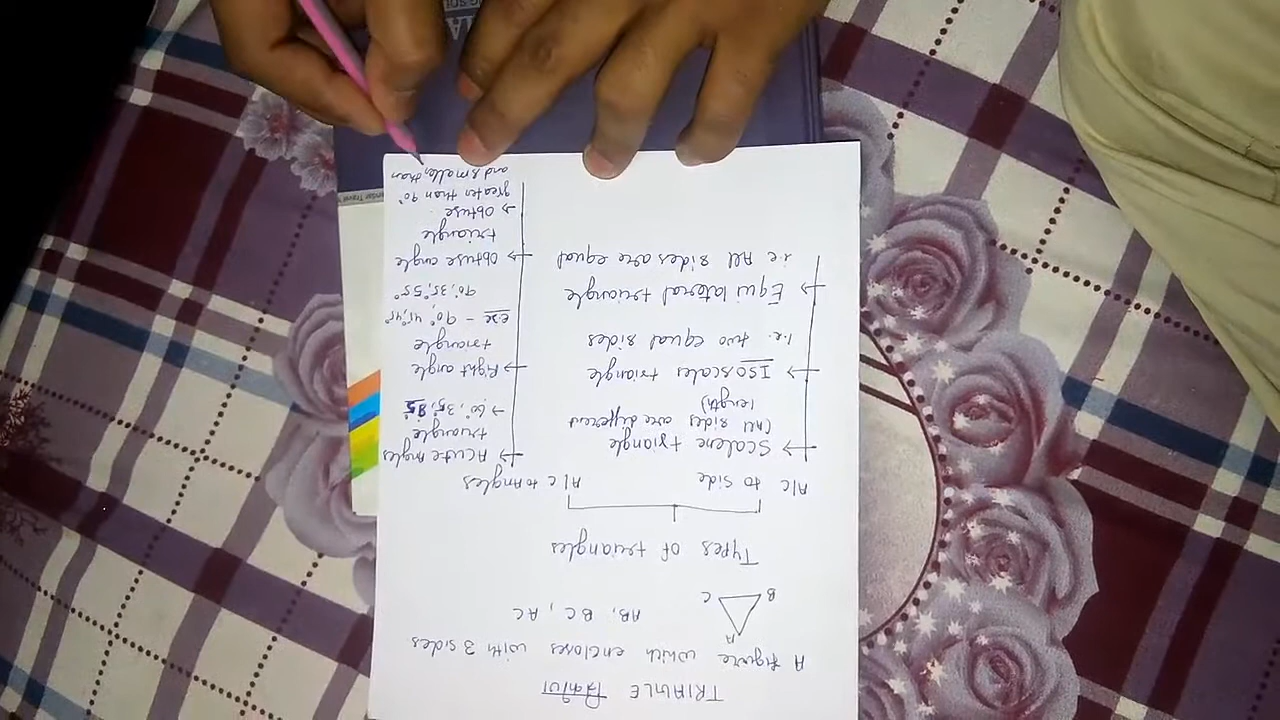 TRIANGLE त्रिभुज
A figure which encloses with 3 sides
A
B C
AB, BC, AC
Types of triangles
A/c to side
→ Scalene triangle
(All sides are different
length)
→ ISOscales triangle
i.e. two equal sides
→ Equilateral triangle
i.e All sides are equal
A/c to Angles
→ Acute Angles
triangle
→ 60°, 35°, 85°
→ Right angle
triangle
exe - 90° 45°, 45°
90° 35°, 55°
→ Obtuse angle
triangle
→ Obtuse
greater than 90°
and smaller than